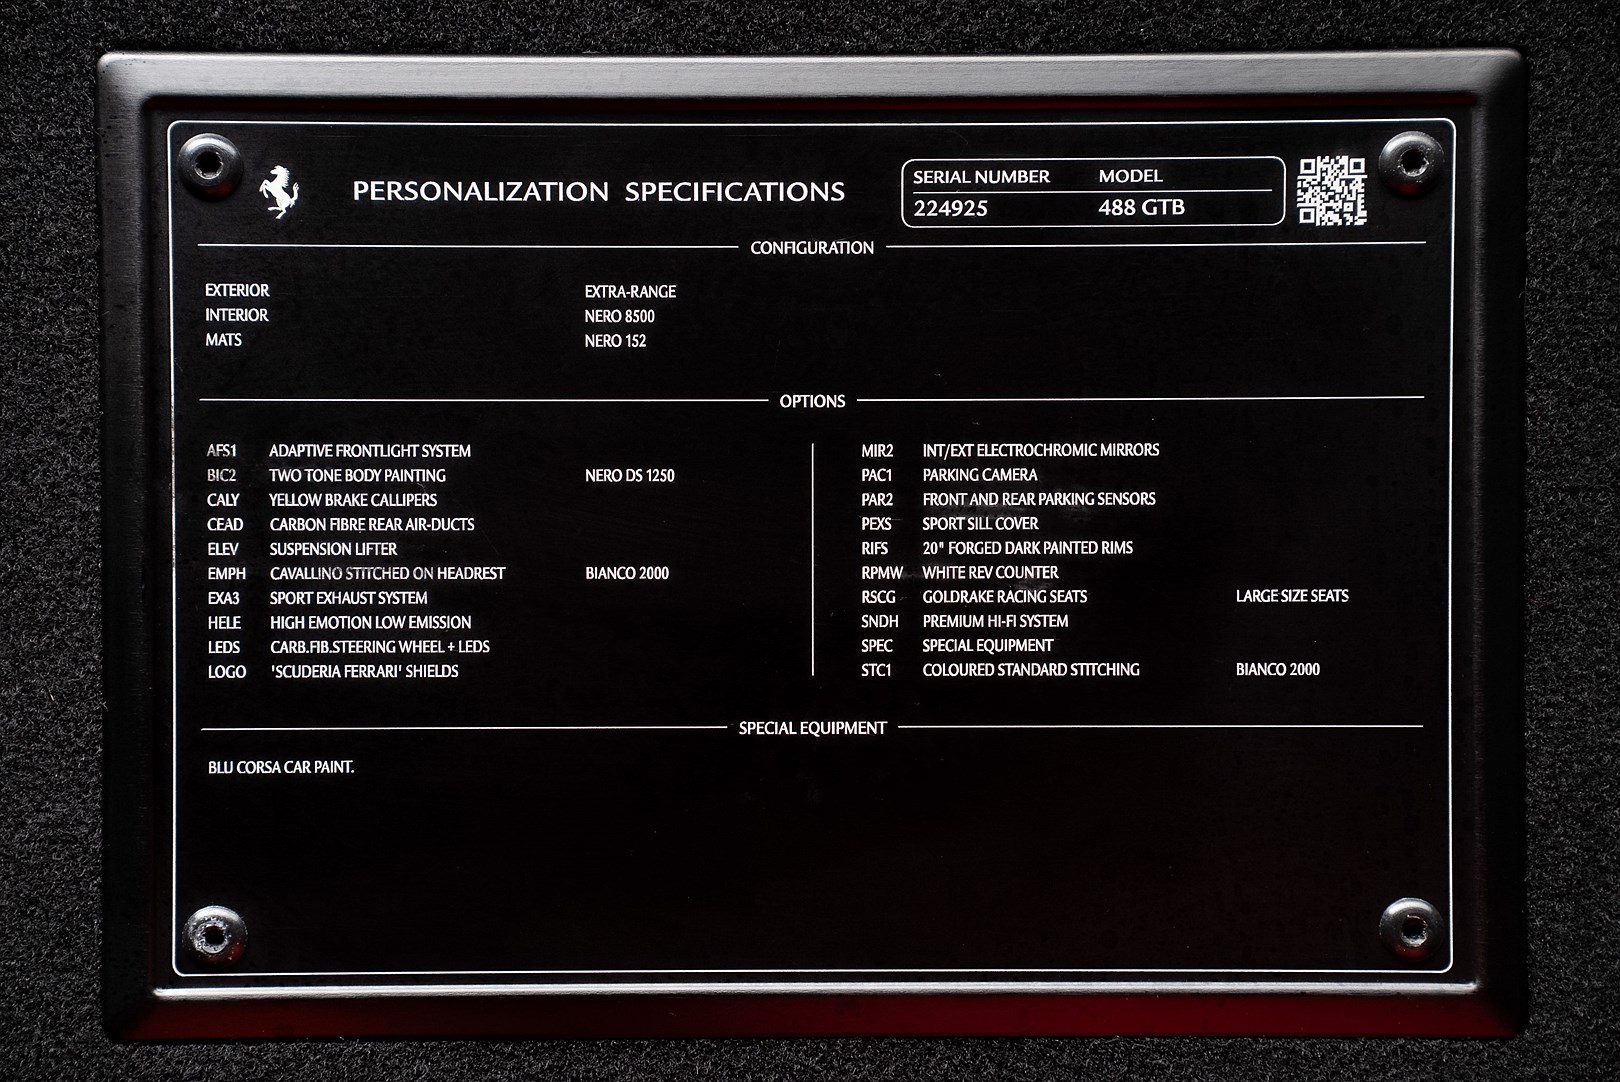 PERSONALIZATION SPECIFICATIONS
SERIAL NUMBER MODEL
224925 488 GTB
CONFIGURATION
EXTERIOR EXTRA-RANGE
INTERIOR NERO 8500
MATS NERO 152
OPTIONS
AFS1 ADAPTIVE FRONTLIGHT SYSTEM
BIC2 TWO TONE BODY PAINTING NERO DS 1250
CALY YELLOW BRAKE CALLIPERS
CEAD CARBON FIBRE REAR AIR-DUCTS
ELEV SUSPENSION LIFTER
EMPH CAVALLINO STITCHED ON HEADREST BIANCO 2000
EXA3 SPORT EXHAUST SYSTEM
HELE HIGH EMOTION LOW EMISSION
LEDS CARB.FIB.STEERING WHEEL + LEDS
LOGO 'SCUDERIA FERRARI' SHIELDS
MIR2 INT/EXT ELECTROCHROMIC MIRRORS
PAC1 PARKING CAMERA
PAR2 FRONT AND REAR PARKING SENSORS
PEXS SPORT SILL COVER
RIFS 20" FORGED DARK PAINTED RIMS
RPMW WHITE REV COUNTER
RSCG GOLDRAKE RACING SEATS LARGE SIZE SEATS
SNDH PREMIUM HI-FI SYSTEM
SPEC SPECIAL EQUIPMENT
STC1 COLOURED STANDARD STITCHING BIANCO 2000
SPECIAL EQUIPMENT
BLU CORSA CAR PAINT.